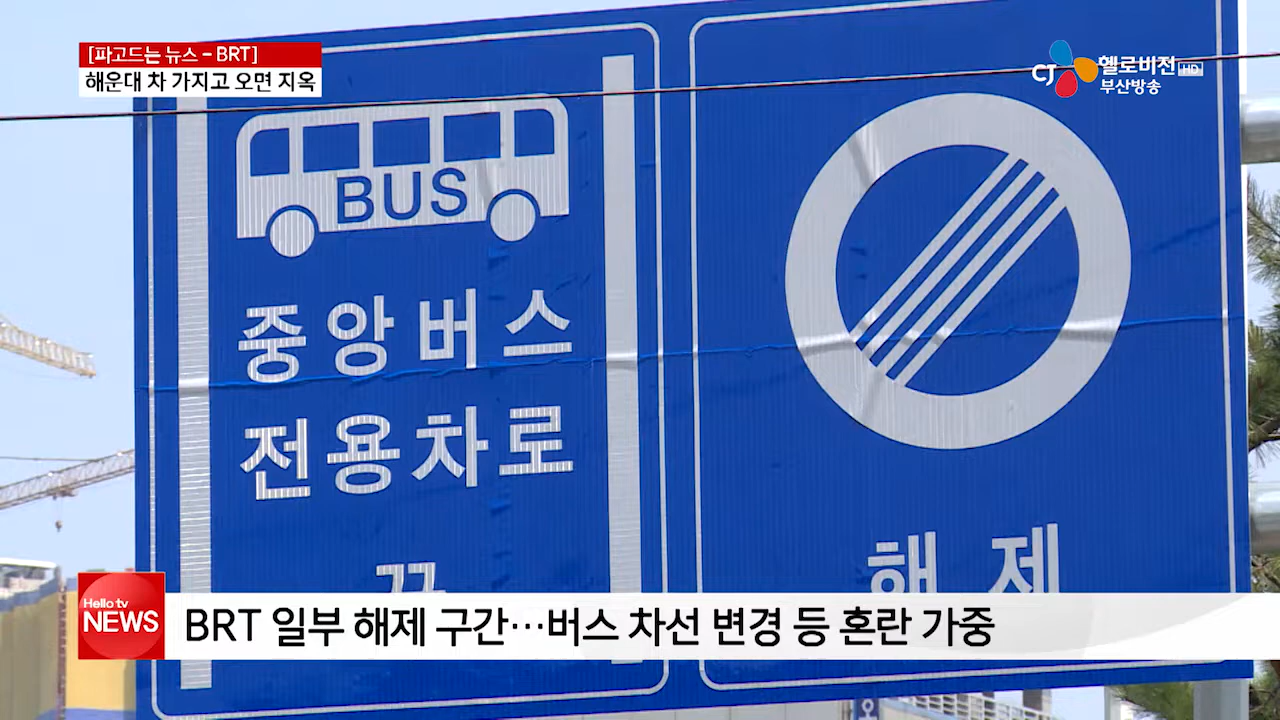 [파고드는 뉴스 - BRT]
해운대 차 가지고 오면 지옥
CJ 헬로비전 HD
부산방송
BUS
중앙버스
전용차로
끝
해 제
Hello tv
NEWS
BRT 일부 해제 구간…버스 차선 변경 등 혼란 가중